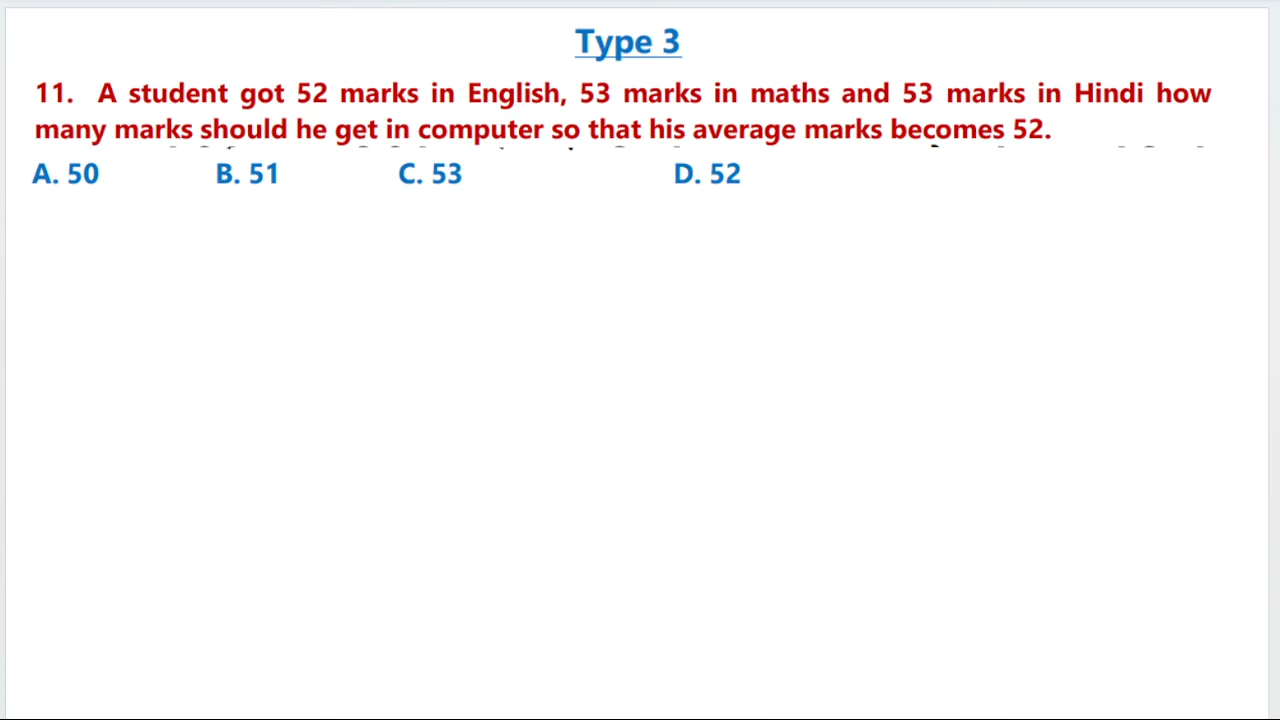 Type 3
11. A student got 52 marks in English, 53 marks in maths and 53 marks in Hindi how
many marks should he get in computer so that his average marks becomes 52.
A. 50 B. 51 C. 53 D. 52